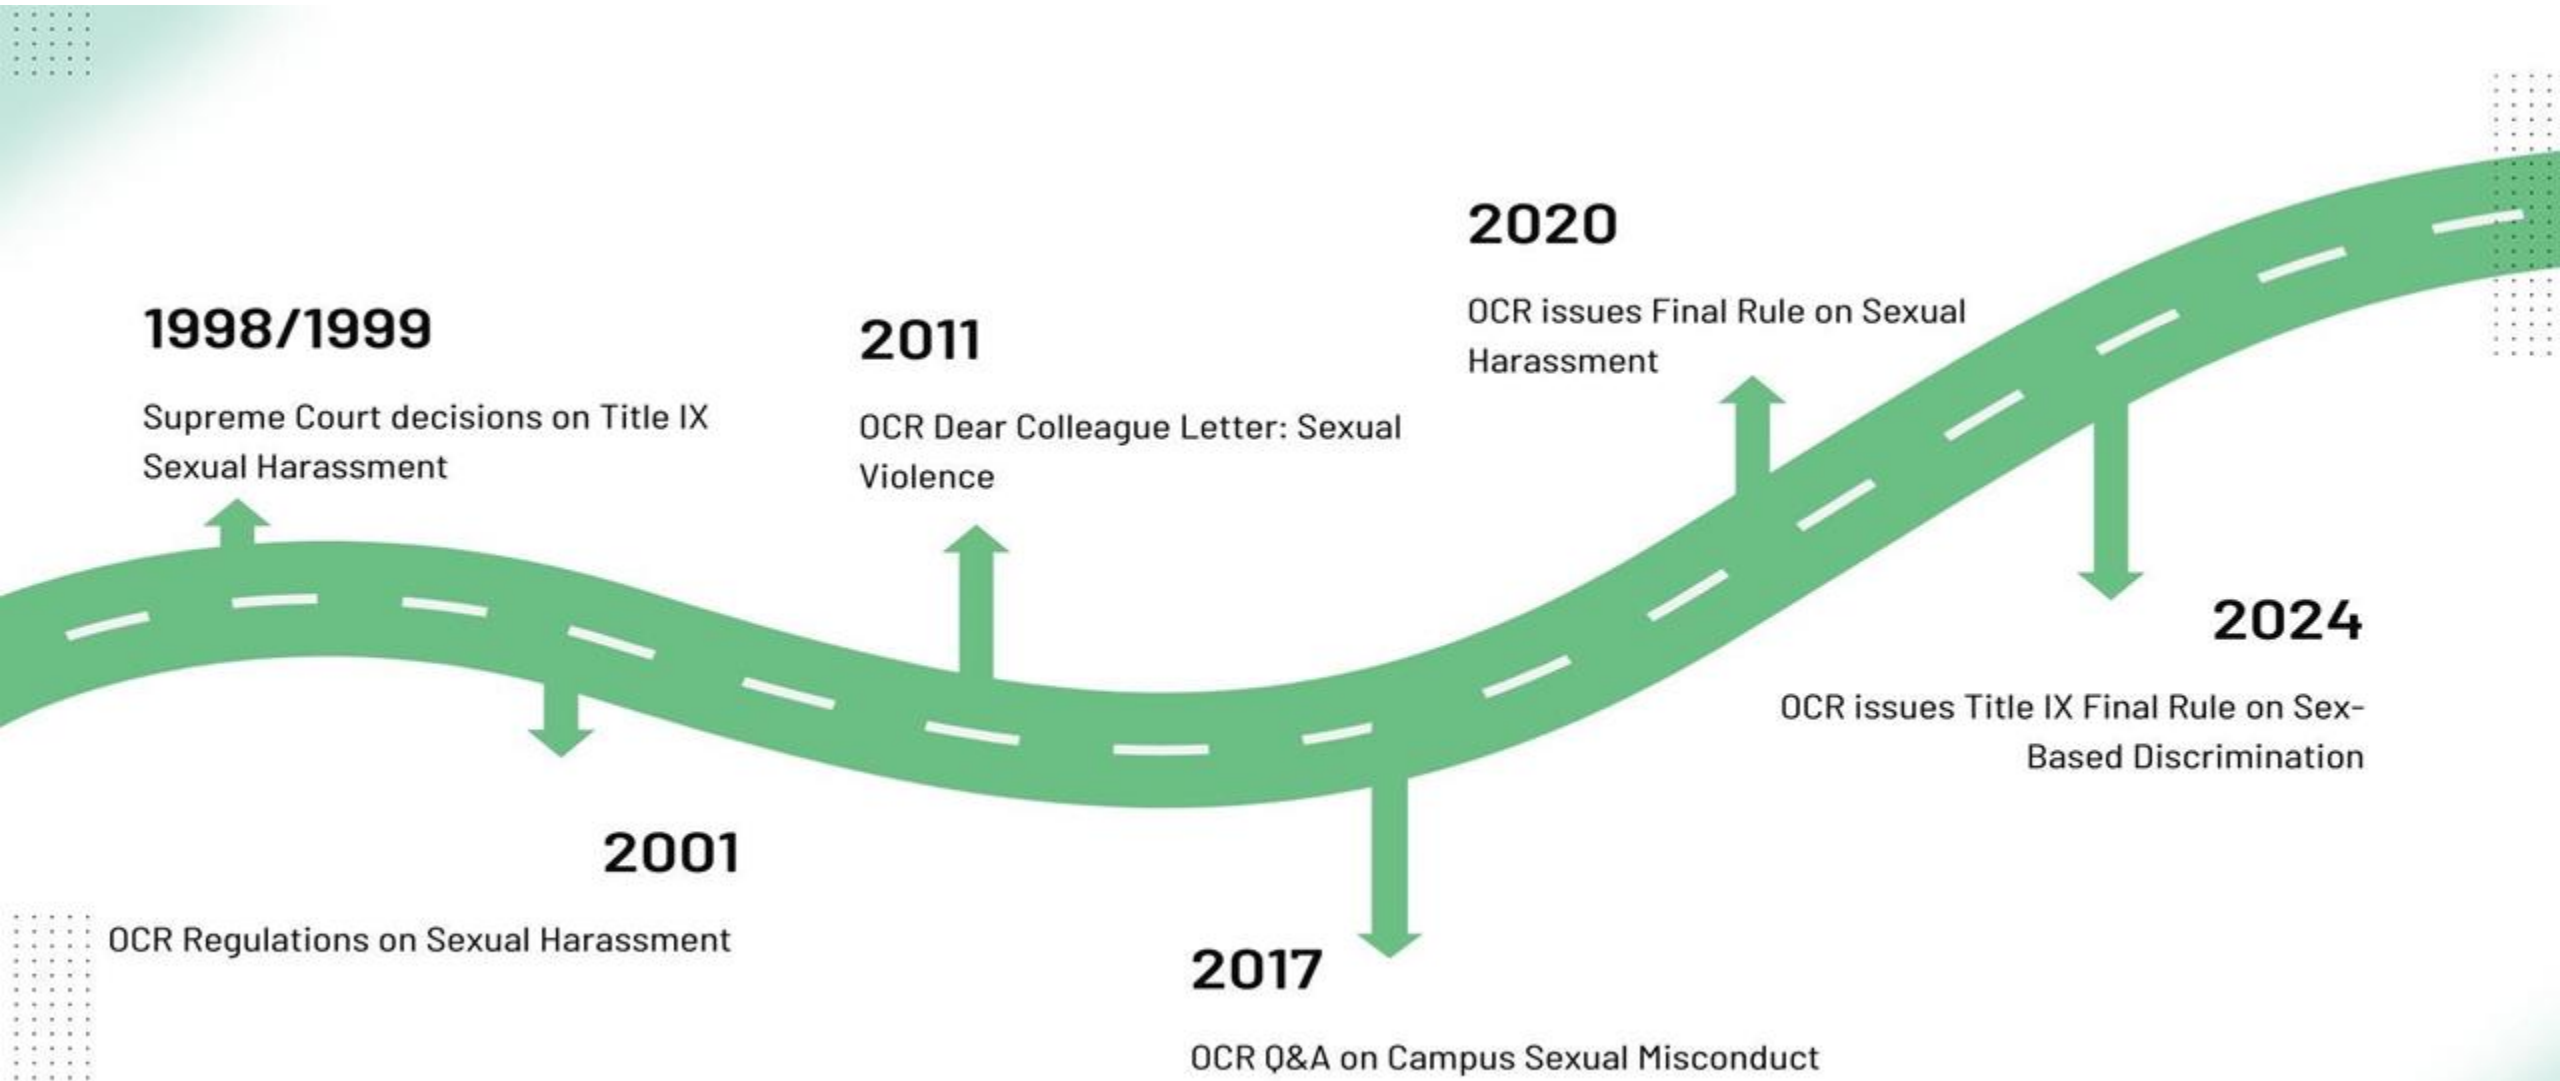 1998/1999
Supreme Court decisions on Title IX
Sexual Harassment
2001
OCR Regulations on Sexual Harassment
2011
OCR Dear Colleague Letter: Sexual
Violence
2017
OCR Q&A on Campus Sexual Misconduct
2020
OCR issues Final Rule on Sexual
Harassment
2024
OCR issues Title IX Final Rule on Sex-
Based Discrimination